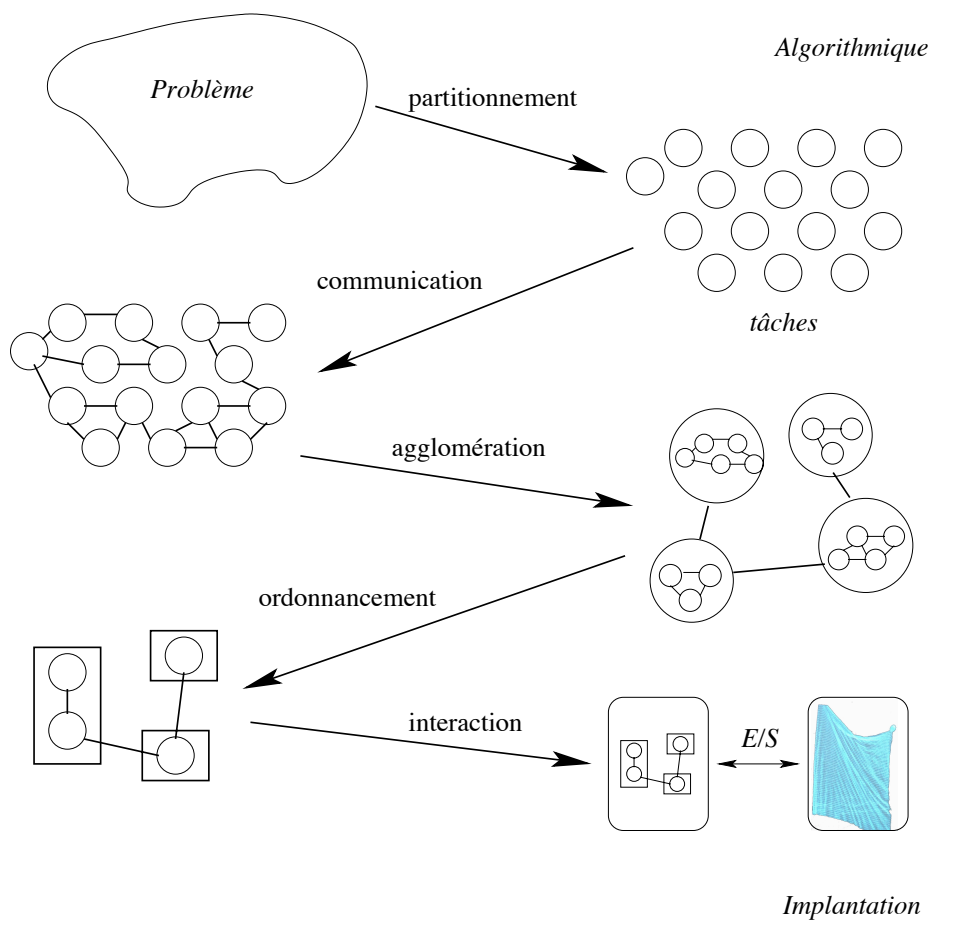 Algorithmique
Problème
partitionnement
communication
tâches
agglomération
ordonnancement
interaction
E/S
Implantation